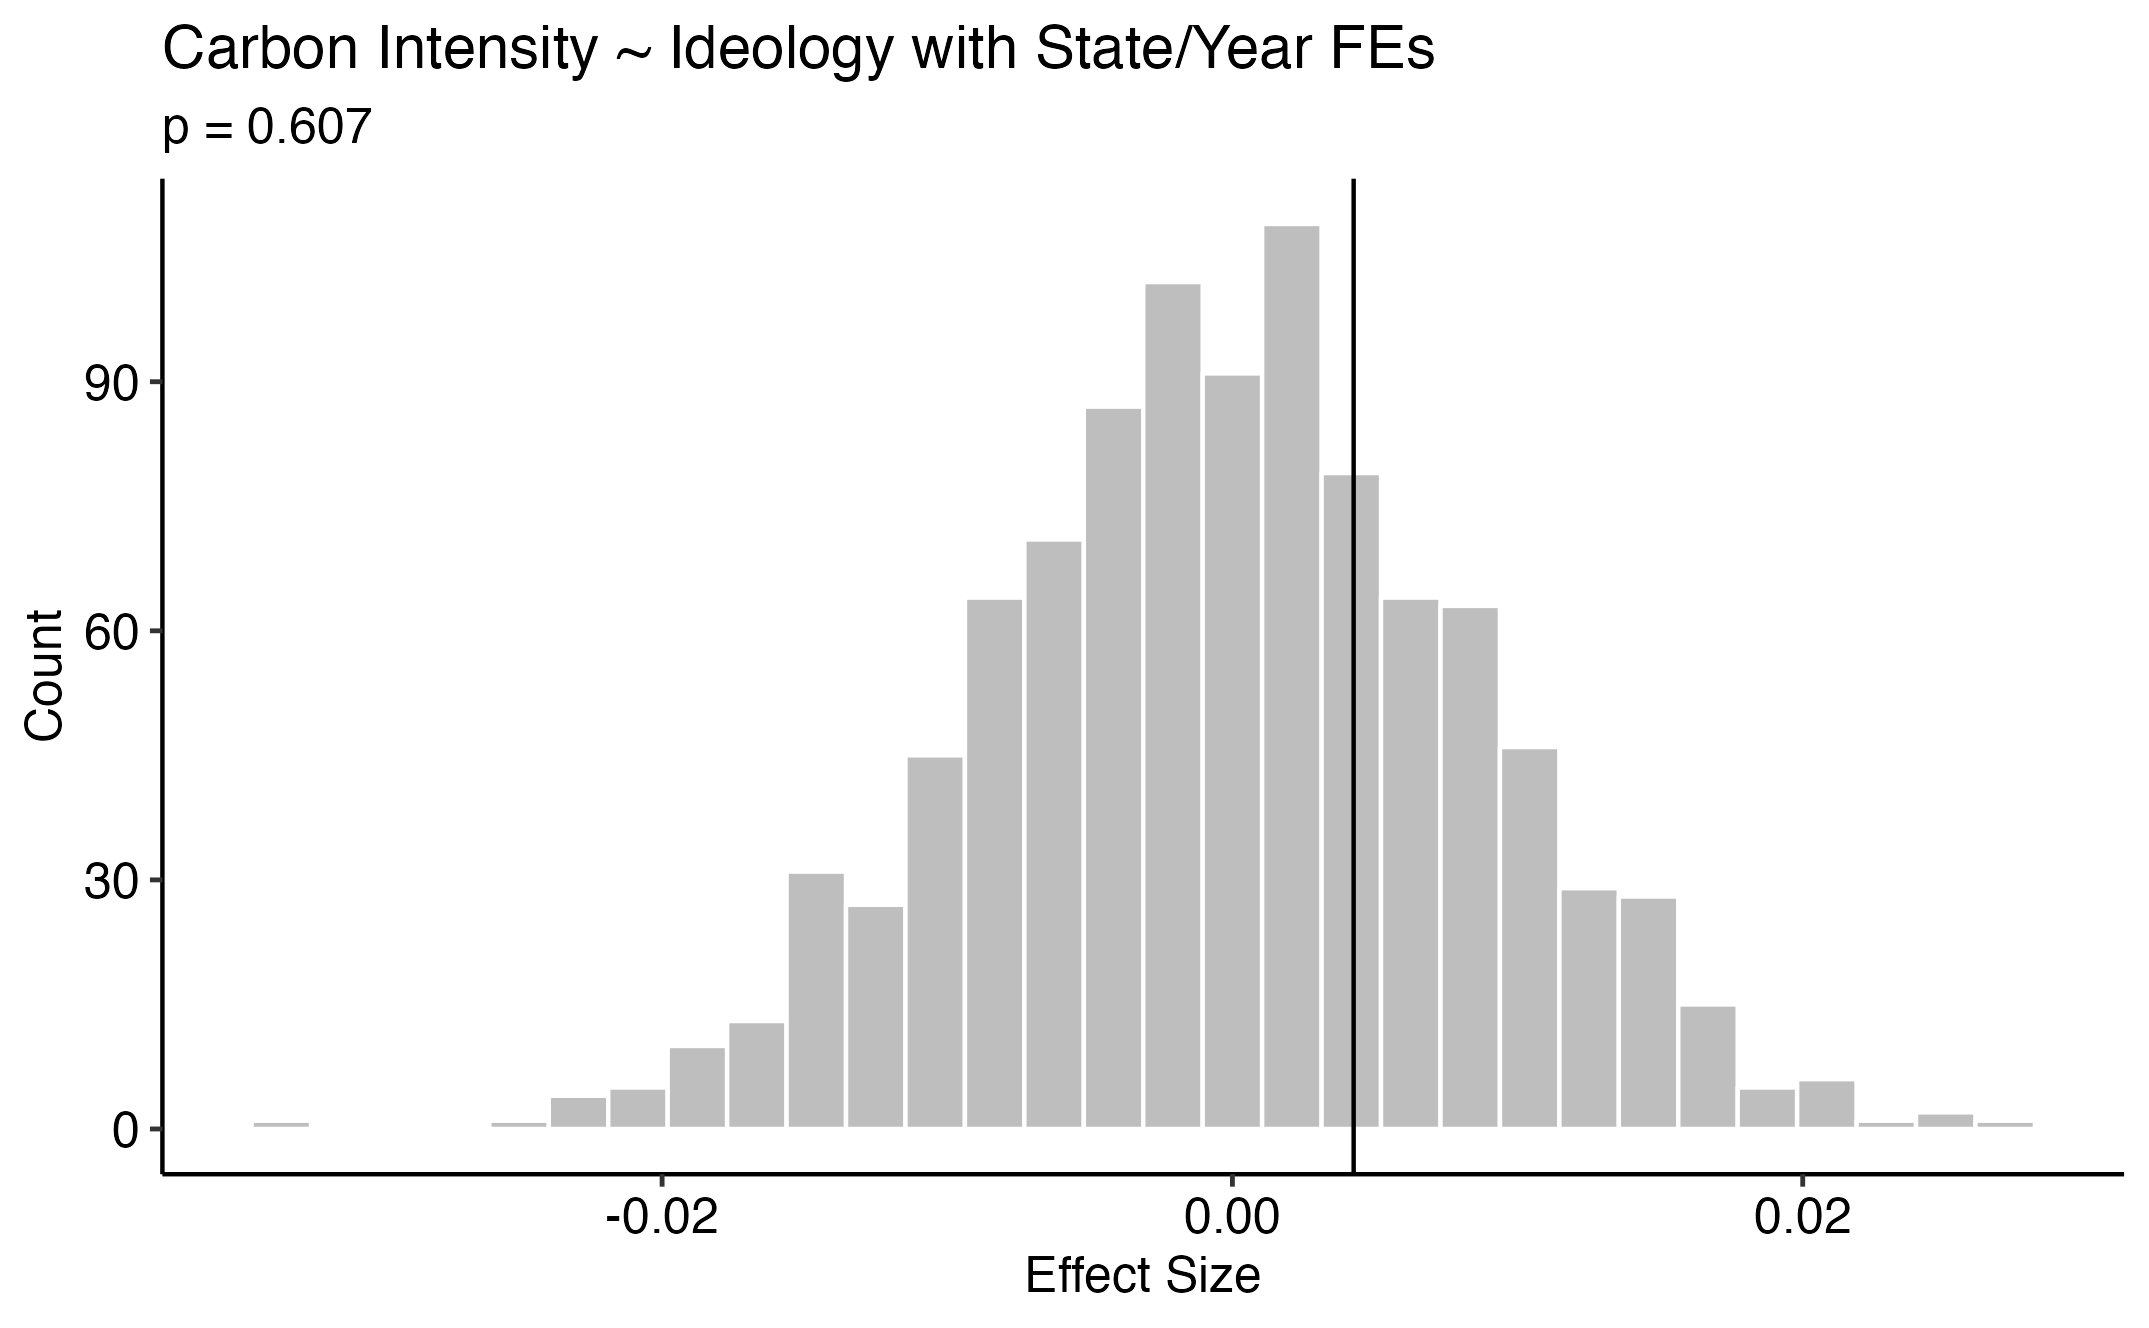 Carbon Intensity ~ Ideology with State/Year FEs
p = 0.607
Count
90
60
30
0
-0.02
0.00
0.02
Effect Size